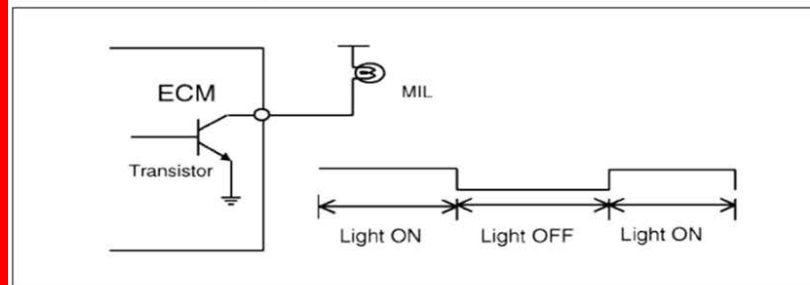 ECM
MIL
Transistor
Light ON
Light OFF
Light ON